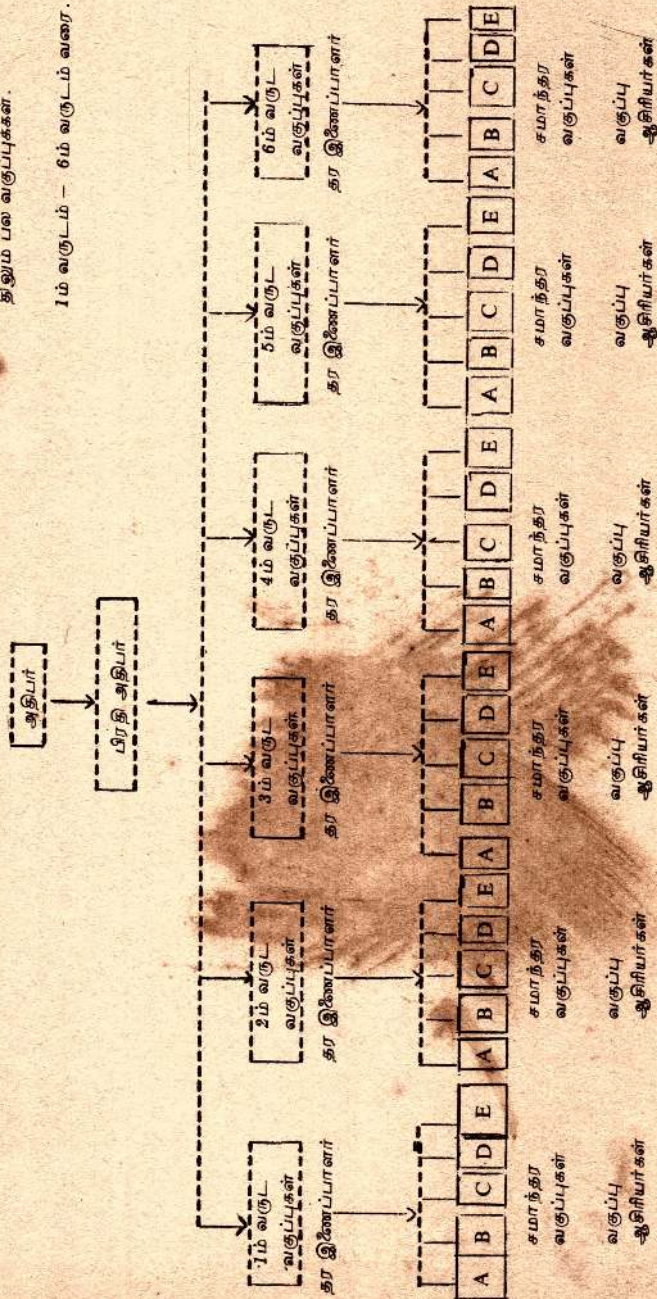 திலும் பல வகுப்புக்கள்.
1ம் வருடம் – 6ம் வருடம் வரை.
அதிபர்
பிரதி அதிபர்
1ம் வருட
வகுப்புகள்
தர இணைப்பாளர்
A B C D E
சமாந்தர
வகுப்புகள்
வகுப்பு
ஆசிரியர்கள்
2ம் வருட
வகுப்புகள்
தர இணைப்பாளர்
A B C D E
சமாந்தர
வகுப்புகள்
வகுப்பு
ஆசிரியர்கள்
3ம் வருட
வகுப்புகள்
தர இணைப்பாளர்
A B C D E
சமாந்தர
வகுப்புகள்
வகுப்பு
ஆசிரியர்கள்
4ம் வருட
வகுப்புகள்
தர இணைப்பாளர்
A B C D E
சமாந்தர
வகுப்புகள்
வகுப்பு
ஆசிரியர்கள்
5ம் வருட
வகுப்புகள்
தர இணைப்பாளர்
A B C D E
சமாந்தர
வகுப்புகள்
வகுப்பு
ஆசிரியர்கள்
6ம் வருட
வகுப்புகள்
தர இணைப்பாளர்
A B C D E
சமாந்தர
வகுப்புகள்
வகுப்பு
ஆசிரியர்கள்